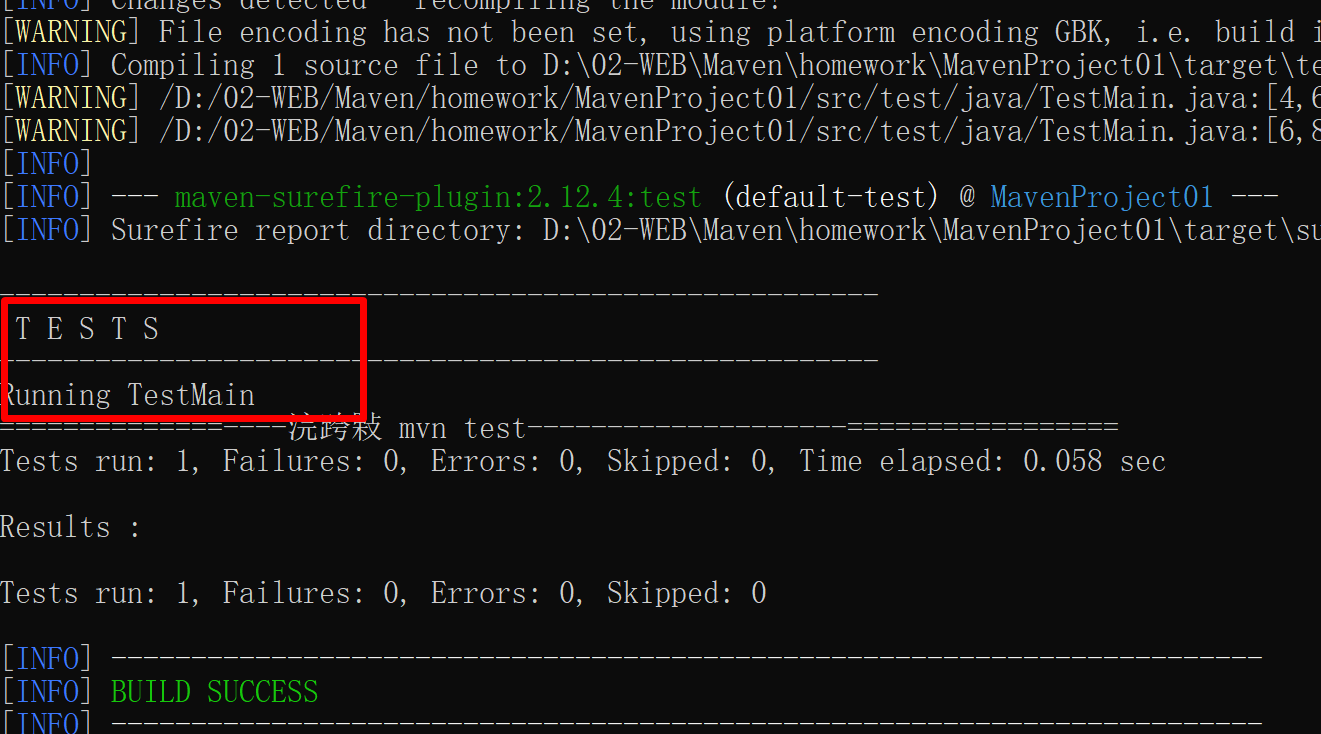 [INFO] Changes detected - recompiling the module!
[WARNING] File encoding has not been set, using platform encoding GBK, i.e. build i
[INFO] Compiling 1 source file to D:\02-WEB\Maven\homework\MavenProject01\target\te
[WARNING] /D:/02-WEB/Maven/homework/MavenProject01/src/test/java/TestMain.java:[4,6
[WARNING] /D:/02-WEB/Maven/homework/MavenProject01/src/test/java/TestMain.java:[6,8
[INFO]
[INFO] --- maven-surefire-plugin:2.12.4:test (default-test) @ MavenProject01 ---
[INFO] Surefire report directory: D:\02-WEB\Maven\homework\MavenProject01\target\su
-------------------------------------------------------
T E S T S
-------------------------------------------------------
Running TestMain
==============----浣跨敤 mvn test--------------------=================
Tests run: 1, Failures: 0, Errors: 0, Skipped: 0, Time elapsed: 0.058 sec
Results :
Tests run: 1, Failures: 0, Errors: 0, Skipped: 0
[INFO] ------------------------------------------------------------------------
[INFO] BUILD SUCCESS
[INFO] ------------------------------------------------------------------------